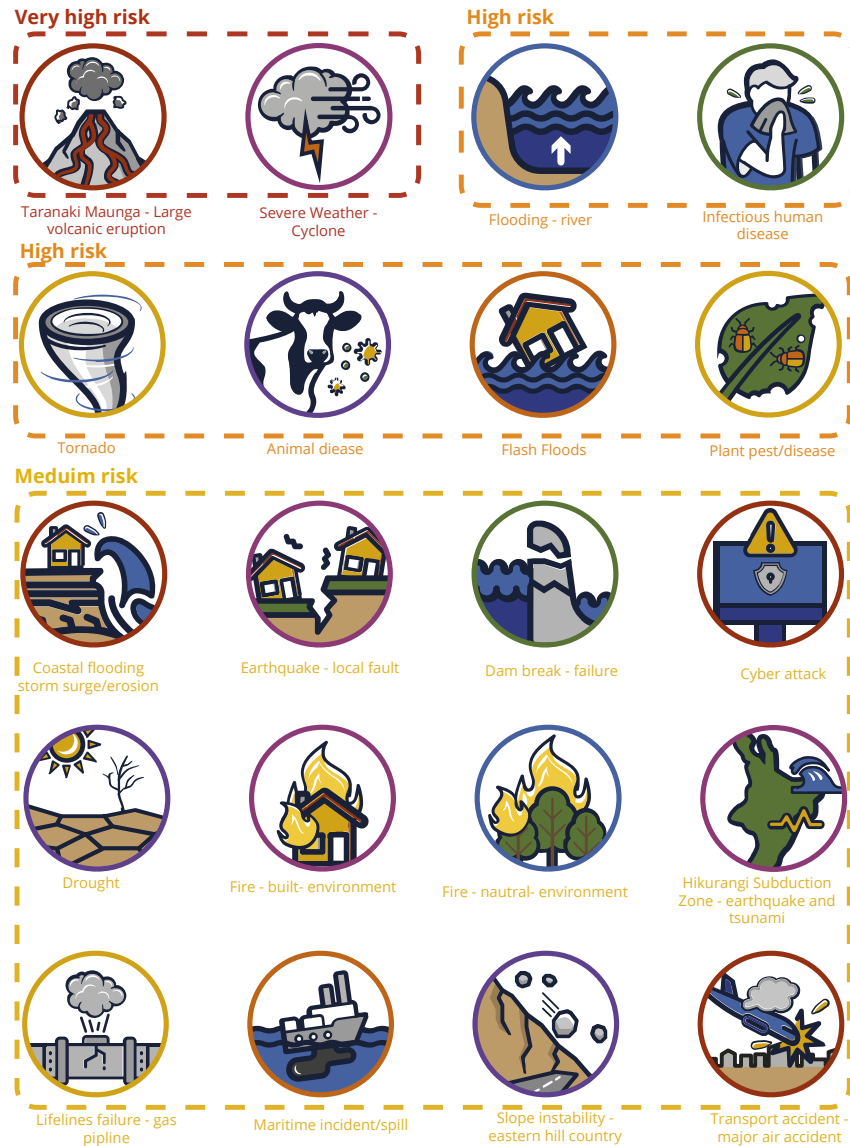 Very high risk
High risk
Taranaki Maunga - Large
volcanic eruption
Severe Weather -
Cyclone
Flooding - river
Infectious human
disease
High risk
Tornado
Animal diease
Flash Floods
Plant pest/disease
Meduim risk
Coastal flooding
storm surge/erosion
Earthquake - local fault
Dam break - failure
Cyber attack
Drought
Fire - built- environment
Fire - nautral- environment
Hikurangi Subduction
Zone - earthquake and
tsunami
Lifelines failure - gas
pipline
Maritime incident/spill
Slope instability -
eastern hill country
Transport accident -
major air accident